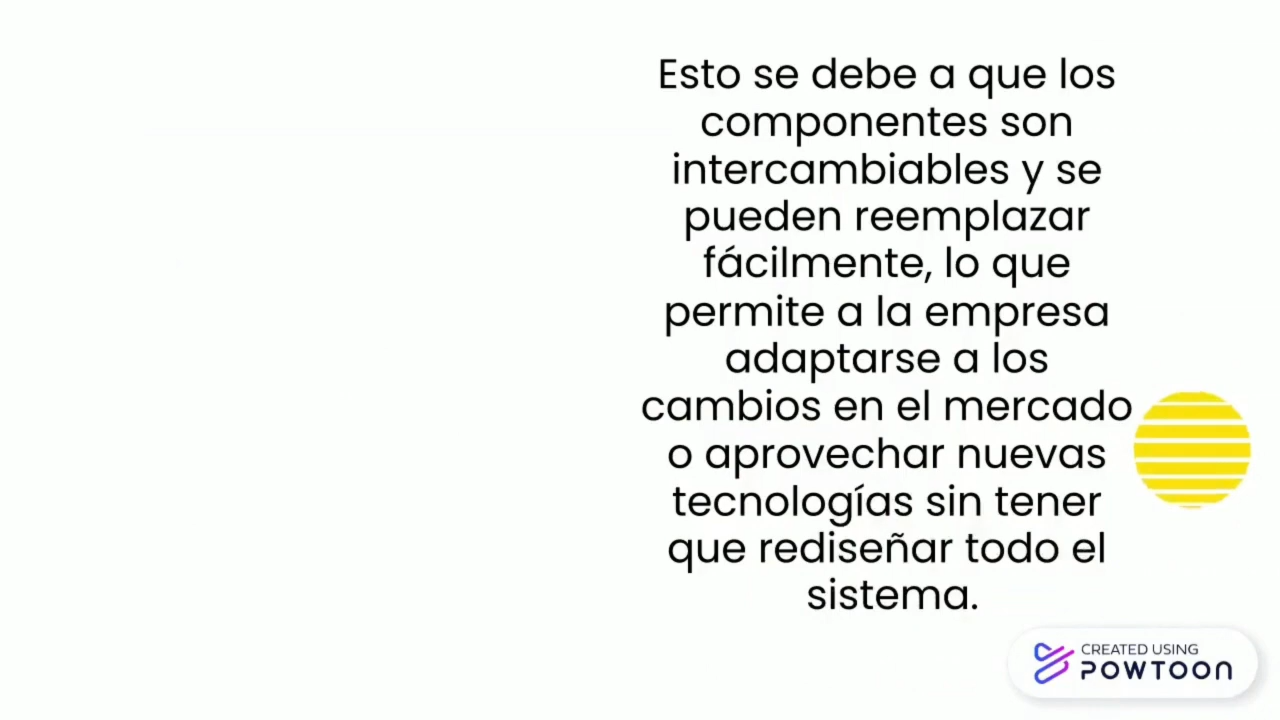 Esto se debe a que los
componentes son
intercambiables y se
pueden reemplazar
fácilmente, lo que
permite a la empresa
adaptarse a los
cambios en el mercado
o aprovechar nuevas
tecnologías sin tener
que rediseñar todo el
sistema.
CREATED USING
POWTOON